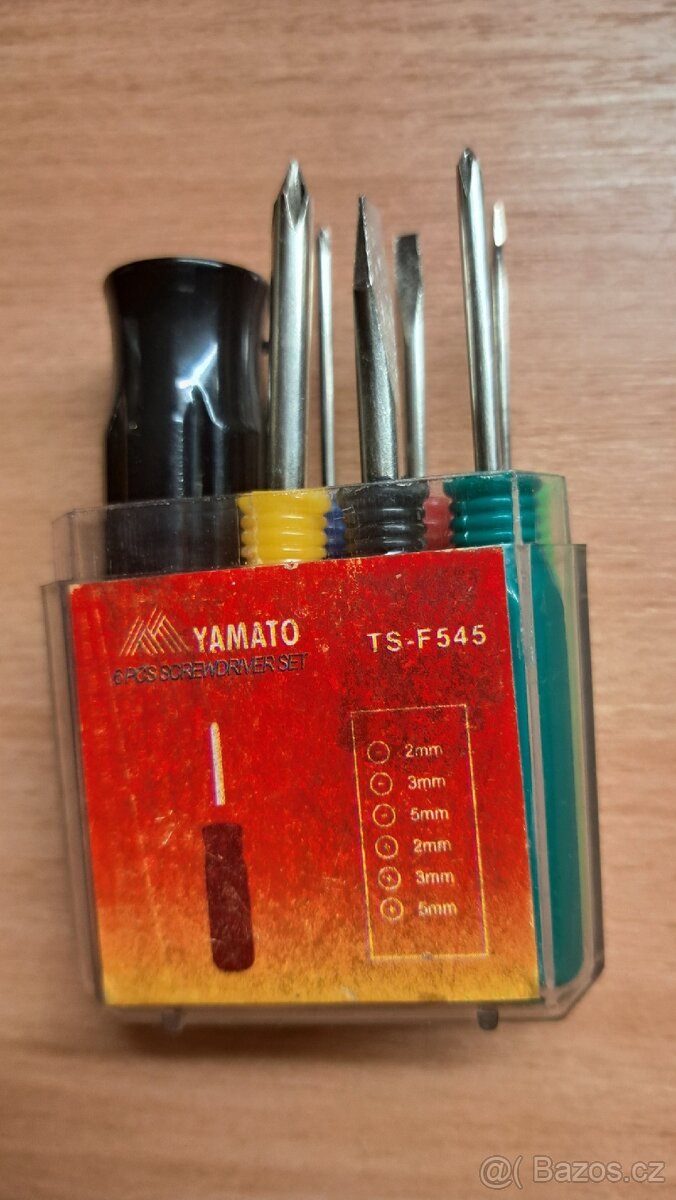 YAMATO
6 PCS SCREWDRIVER SET
TS-F545
2mm
3mm
5mm
2mm
3mm
5mm
@( Bazos.cz